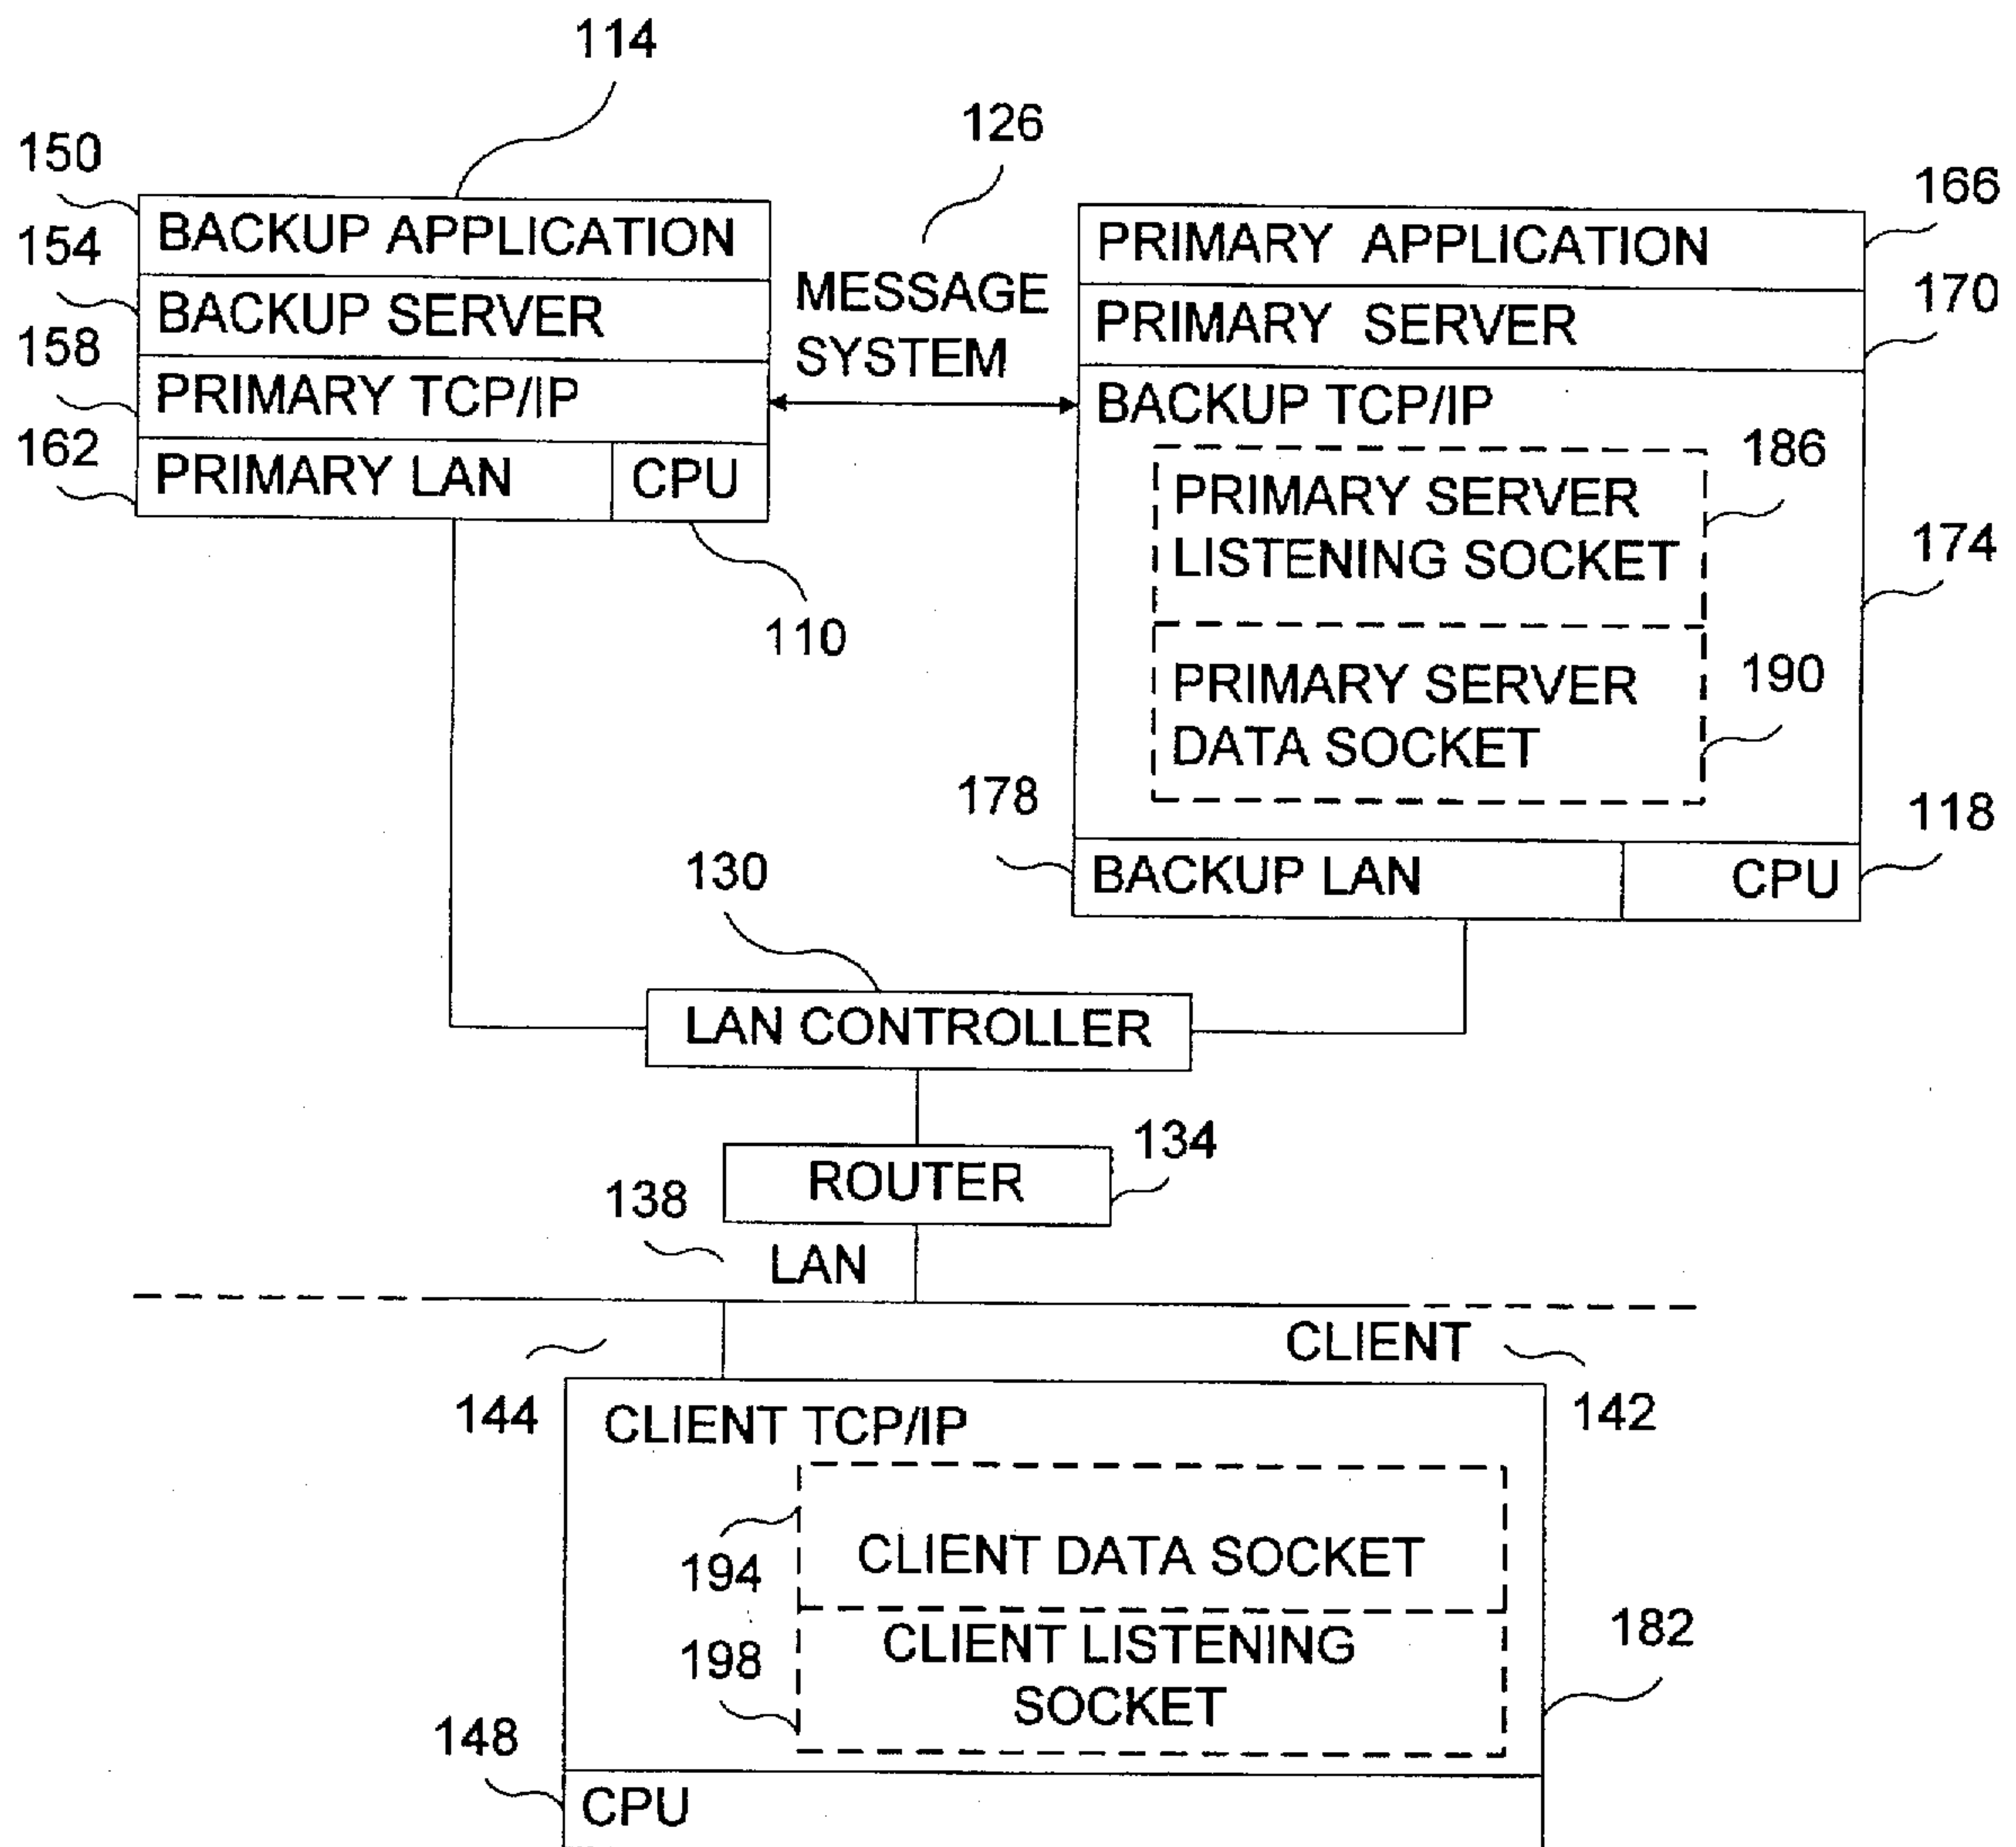 114
126
150
166
BACKUP APPLICATION
PRIMARY APPLICATION
154
170
BACKUP SERVER
MESSAGE
SYSTEM
PRIMARY SERVER
158
PRIMARY TCP/IP
BACKUP TCP/IP
162
PRIMARY LAN
CPU
186
PRIMARY SERVER
LISTENING SOCKET
174
110
190
PRIMARY SERVER
DATA SOCKET
178
118
BACKUP LAN
CPU
130
LAN CONTROLLER
134
ROUTER
138
LAN
CLIENT
144
142
CLIENT TCP/IP
194
CLIENT DATA SOCKET
182
198
CLIENT LISTENING
SOCKET
148
CPU